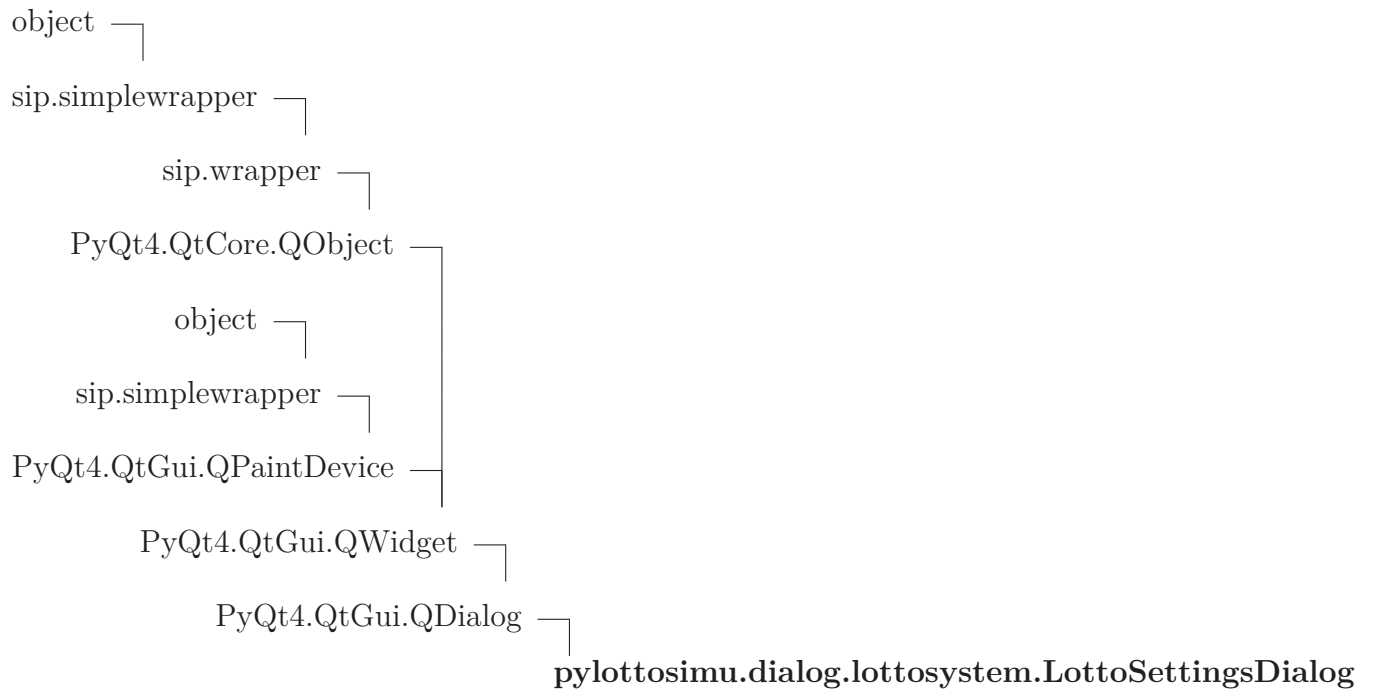 object
sip.simplewrapper
sip.wrapper
PyQt4.QtCore.QObject
object
sip.simplewrapper
PyQt4.QtGui.QPaintDevice
PyQt4.QtGui.QWidget
PyQt4.QtGui.QDialog
pylottosimu.dialog.lottosystem.LottoSettingsDialog